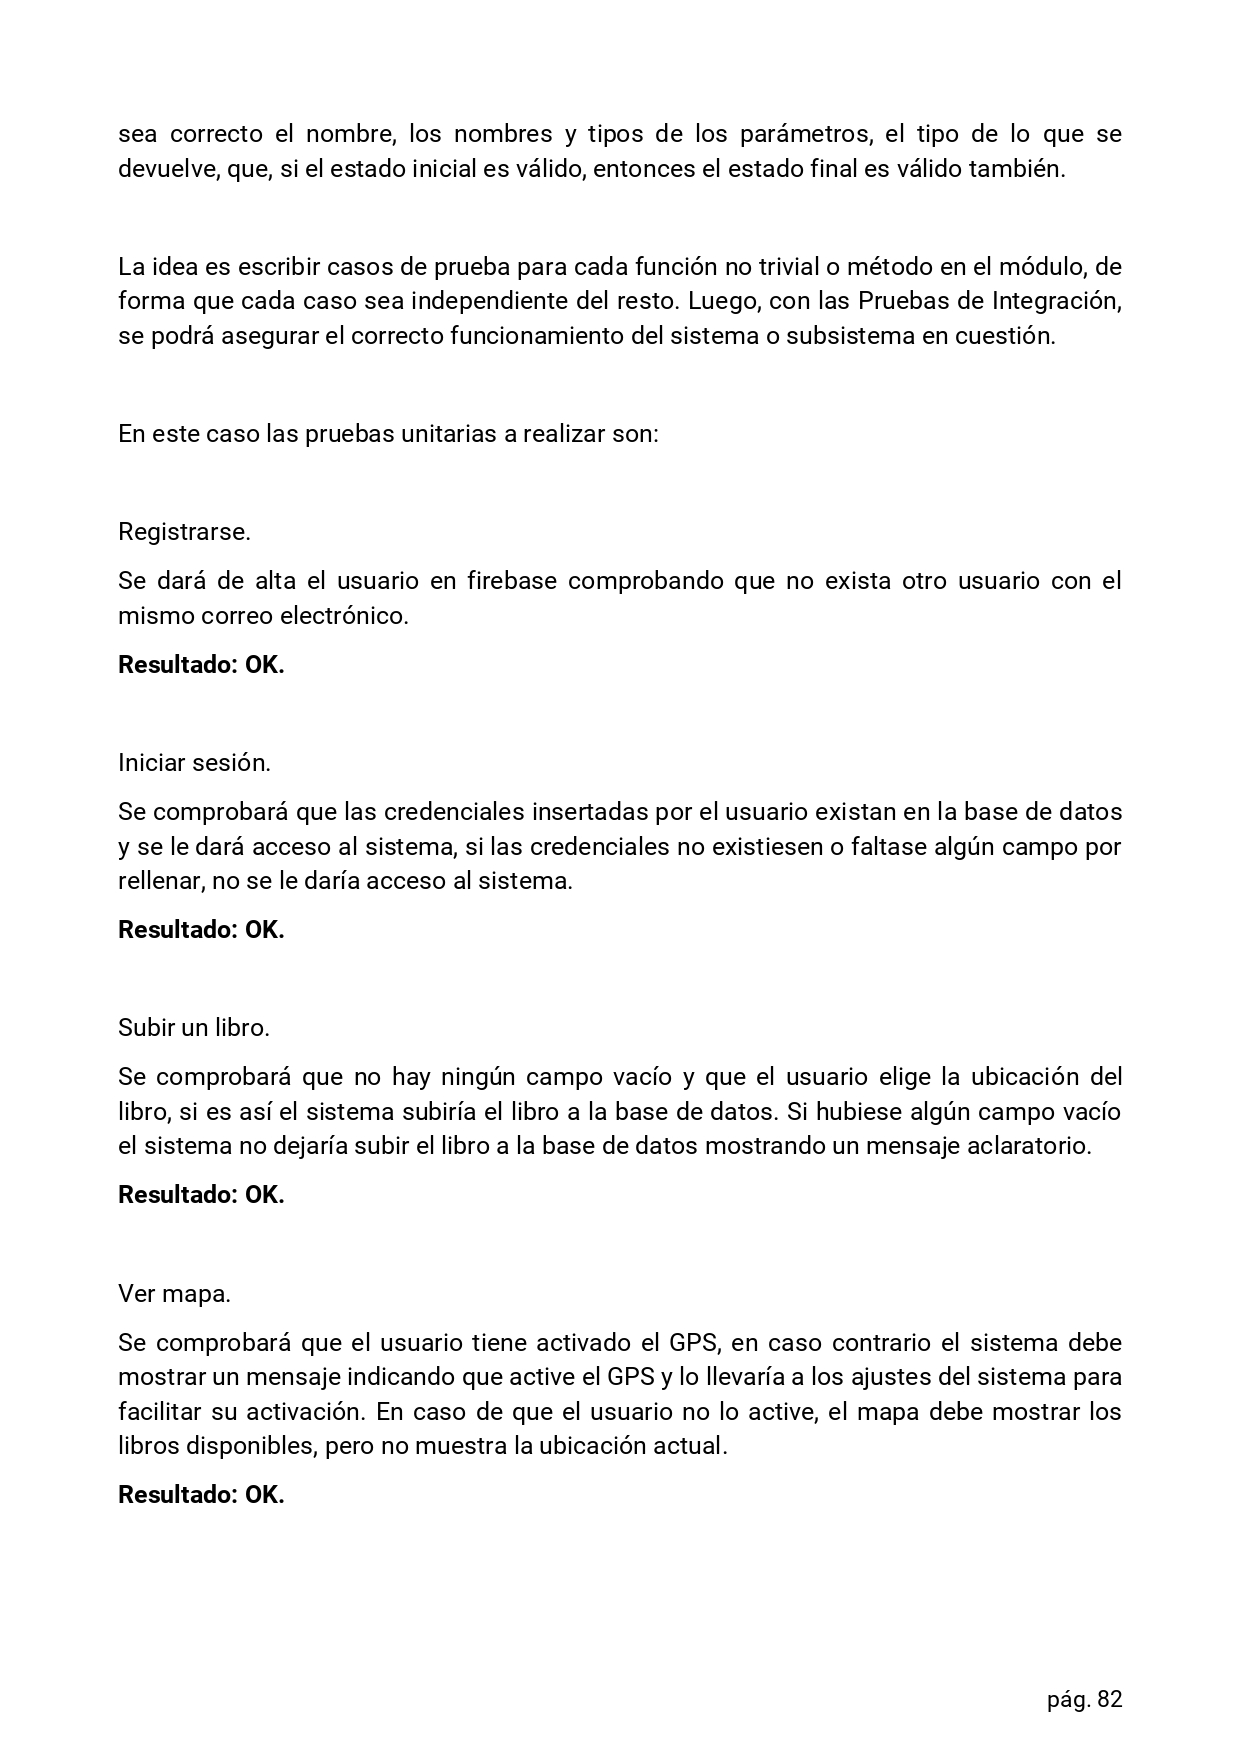 sea correcto el nombre, los nombres y tipos de los parámetros, el tipo de lo que se
devuelve, que, si el estado inicial es válido, entonces el estado final es válido también.
La idea es escribir casos de prueba para cada función no trivial o método en el módulo, de
forma que cada caso sea independiente del resto. Luego, con las Pruebas de Integración,
se podrá asegurar el correcto funcionamiento del sistema o subsistema en cuestión.
En este caso las pruebas unitarias a realizar son:
Registrarse.
Se dará de alta el usuario en firebase comprobando que no exista otro usuario con el
mismo correo electrónico.
Resultado: OK.
Iniciar sesión.
Se comprobará que las credenciales insertadas por el usuario existan en la base de datos
y se le dará acceso al sistema, si las credenciales no existiesen o faltase algún campo por
rellenar, no se le daría acceso al sistema.
Resultado: OK.
Subir un libro.
Se comprobará que no hay ningún campo vacío y que el usuario elige la ubicación del
libro, si es así el sistema subiría el libro a la base de datos. Si hubiese algún campo vacío
el sistema no dejaría subir el libro a la base de datos mostrando un mensaje aclaratorio.
Resultado: OK.
Ver mapa.
Se comprobará que el usuario tiene activado el GPS, en caso contrario el sistema debe
mostrar un mensaje indicando que active el GPS y lo llevaría a los ajustes del sistema para
facilitar su activación. En caso de que el usuario no lo active, el mapa debe mostrar los
libros disponibles, pero no muestra la ubicación actual.
Resultado: OK.
pág. 82